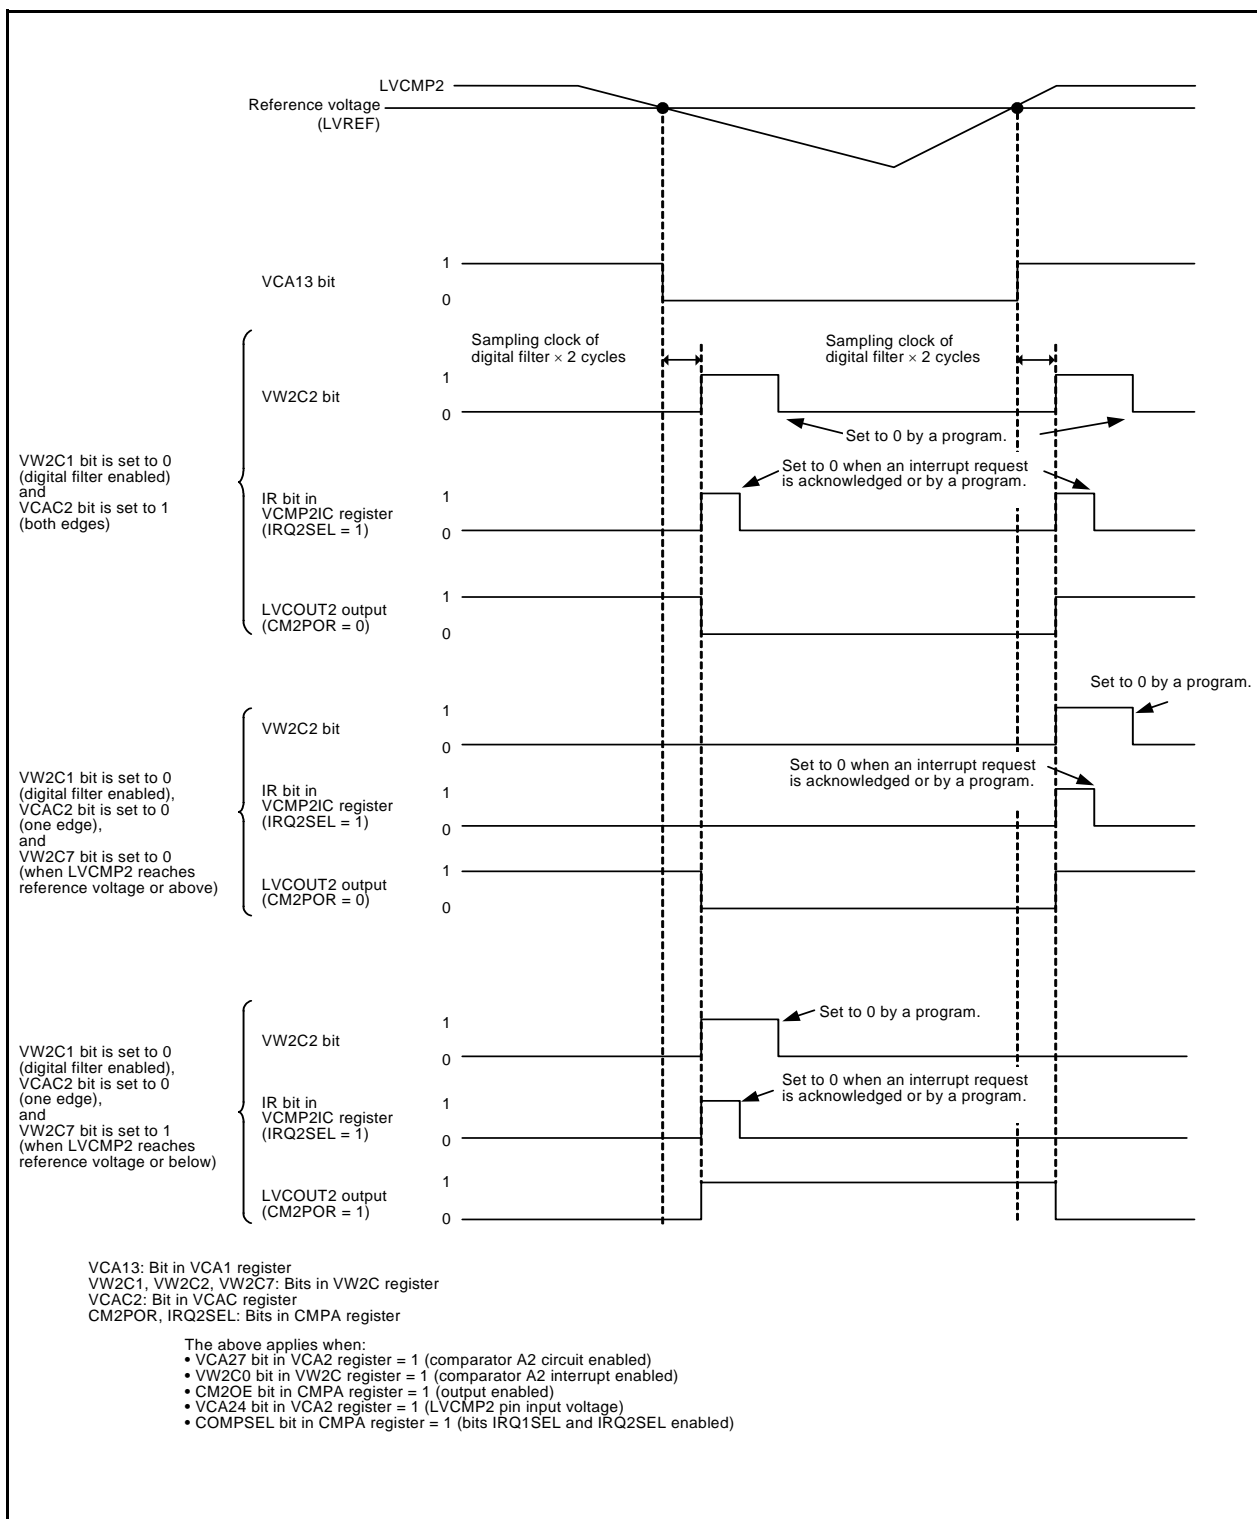 LVCMP2
Reference voltage
(LVREF)
VCA13 bit
1
0
Sampling clock of
digital filter × 2 cycles
Sampling clock of
digital filter × 2 cycles
VW2C1 bit is set to 0
(digital filter enabled)
and
VCAC2 bit is set to 1
(both edges)
VW2C2 bit
1
0
Set to 0 by a program.
IR bit in
VCMP2IC register
(IRQ2SEL = 1)
1
0
Set to 0 when an interrupt request
is acknowledged or by a program.
LVCOUT2 output
(CM2POR = 0)
1
0
VW2C1 bit is set to 0
(digital filter enabled),
VCAC2 bit is set to 0
(one edge),
and
VW2C7 bit is set to 0
(when LVCMP2 reaches
reference voltage or above)
VW2C2 bit
1
0
Set to 0 by a program.
IR bit in
VCMP2IC register
(IRQ2SEL = 1)
1
0
Set to 0 when an interrupt request
is acknowledged or by a program.
LVCOUT2 output
(CM2POR = 0)
1
0
VW2C1 bit is set to 0
(digital filter enabled),
VCAC2 bit is set to 0
(one edge),
and
VW2C7 bit is set to 1
(when LVCMP2 reaches
reference voltage or below)
VW2C2 bit
1
0
Set to 0 by a program.
IR bit in
VCMP2IC register
(IRQ2SEL = 1)
1
0
Set to 0 when an interrupt request
is acknowledged or by a program.
LVCOUT2 output
(CM2POR = 1)
1
0
VCA13: Bit in VCA1 register
VW2C1, VW2C2, VW2C7: Bits in VW2C register
VCAC2: Bit in VCAC register
CM2POR, IRQ2SEL: Bits in CMPA register
The above applies when:
• VCA27 bit in VCA2 register = 1 (comparator A2 circuit enabled)
• VW2C0 bit in VW2C register = 1 (comparator A2 interrupt enabled)
• CM2OE bit in CMPA register = 1 (output enabled)
• VCA24 bit in VCA2 register = 1 (LVCMP2 pin input voltage)
• COMPSEL bit in CMPA register = 1 (bits IRQ1SEL and IRQ2SEL enabled)